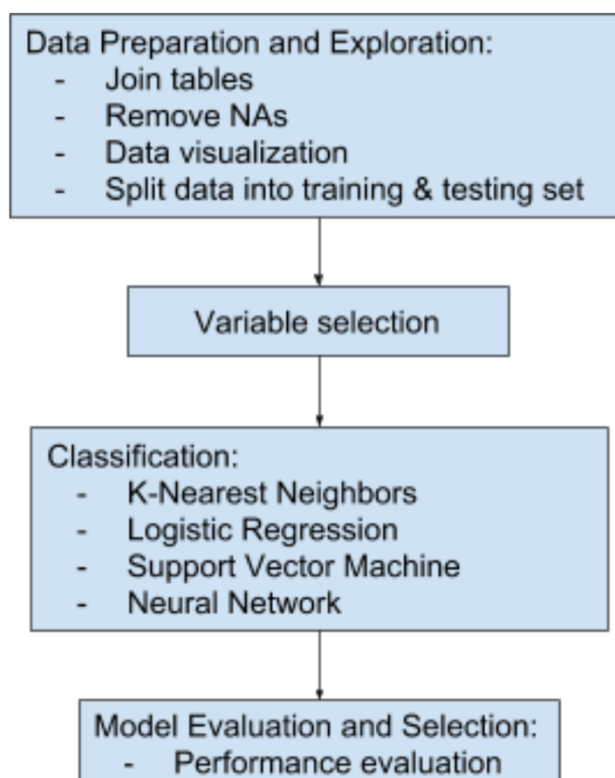 Data Preparation and Exploration:
- Join tables
- Remove NAs
- Data visualization
- Split data into training & testing set
Variable selection
Classification:
- K-Nearest Neighbors
- Logistic Regression
- Support Vector Machine
- Neural Network
Model Evaluation and Selection:
- Performance evaluation